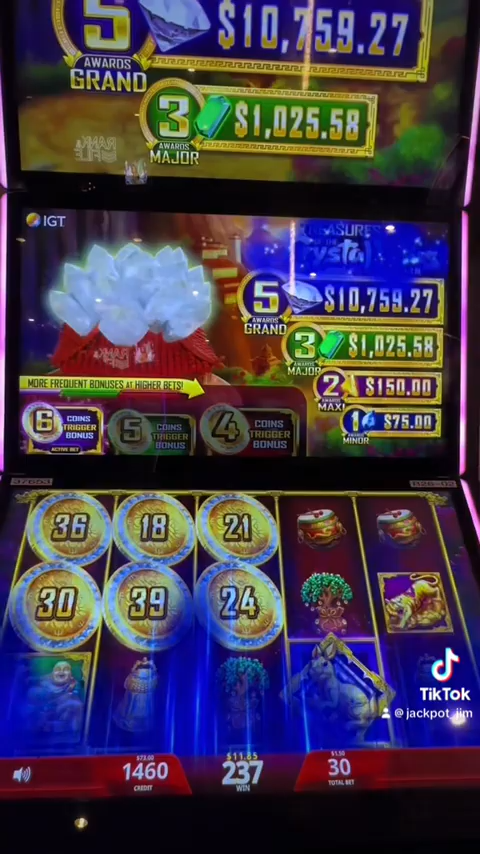 5 $10,759.27
AWARDS
GRAND
3 $1,025.58
AWARDS
MAJOR
IGT
TREASURES
5 $10,759.27
AWARDS
GRAND
3 $1,025.58
AWARDS
MAJOR
MORE FREQUENT BONUSES AT HIGHER BETS!
2 $150.00
AWARDS
MAXI
1 $75.00
MINOR
6 COINS TRIGGER BONUS
ACTIVE BET
5 COINS TRIGGER BONUS
4 COINS TRIGGER BONUS
37653
36 18 21
30 39 24
TikTok
@jackpot_jim
$73.00 $11.85 $1.50
1460 237 30
CREDIT WIN TOTAL BET